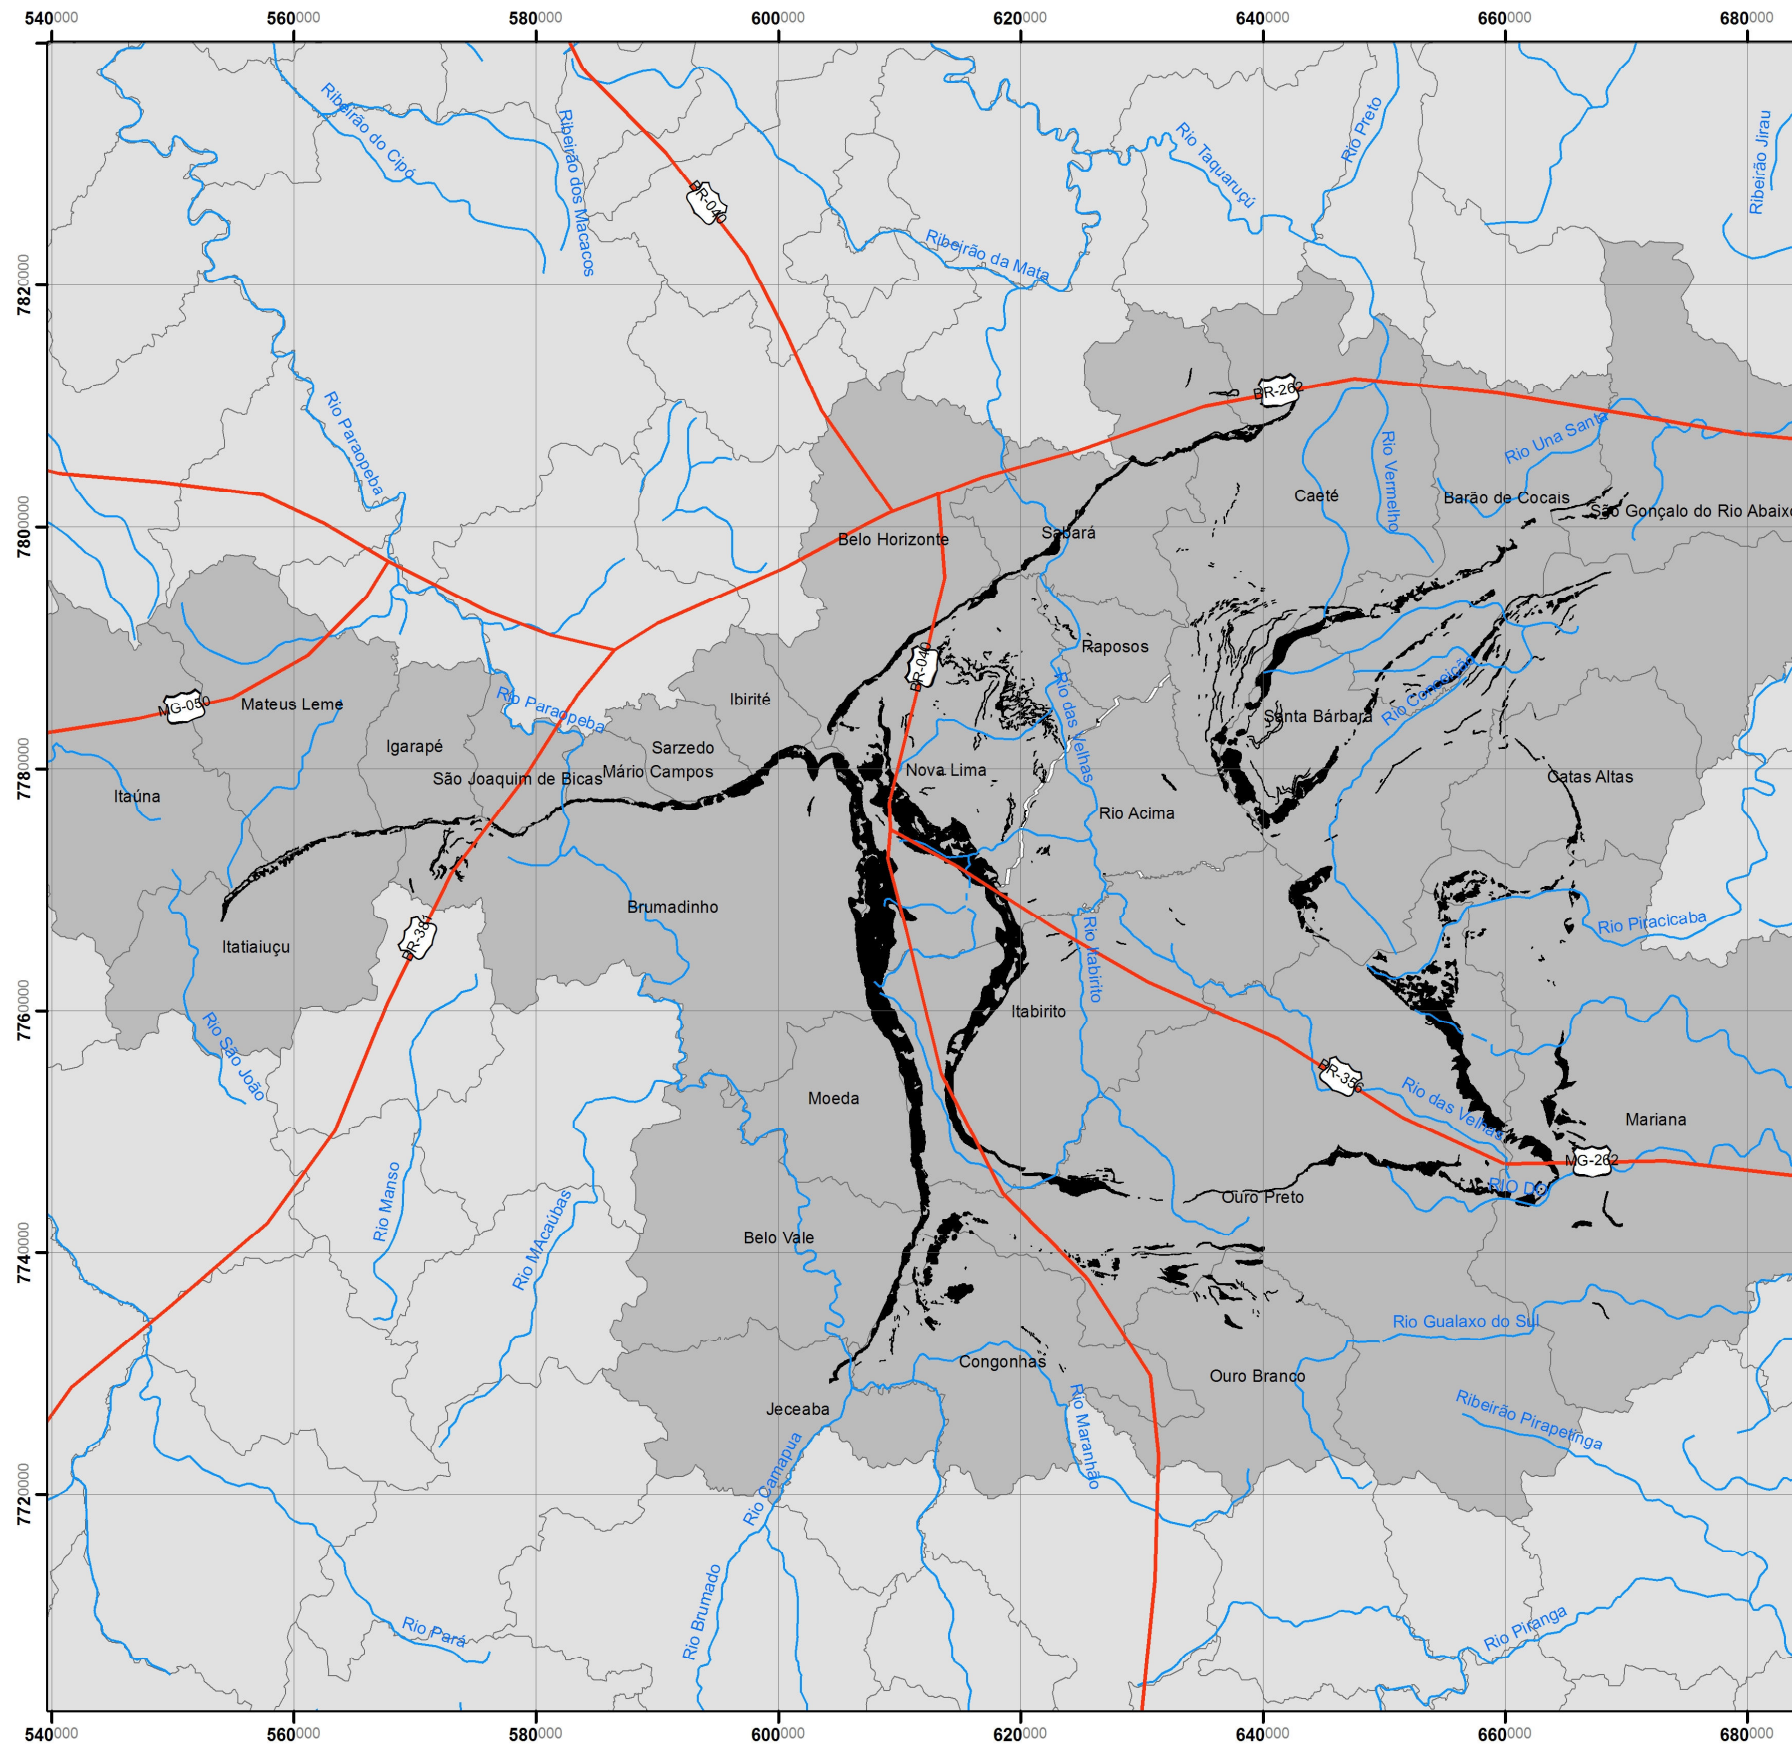 540000 560000 580000 600000 620000 640000 660000 680000
Ribeirão do Cipó
Ribeirão dos Macacos
BR-040
Rio Taquaruçú
Rio Preto
Ribeirão Jirau
Ribeirão da Mata
7820000
Rio Paraopeba
BR-262
Rio Una Santa
Rio Vermelho
Caeté
Barão de Cocais
São Gonçalo do Rio Abaixo
7800000
Belo Horizonte
Sabará
Raposos
BR-040
Rio das Velhas
Rio Conceição
Santa Bárbara
MG-050
Mateus Leme
Rio Paraopeba
Ibirité
Igarapé
Sarzedo
São Joaquim de Bicas
Mário Campos
Nova Lima
7780000
Catas Altas
Itaúna
Rio Acima
Brumadinho
Itatiaiuçu
BR-381
Rio Piracicaba
Rio Itabirito
Itabirito
7760000
Rio São João
BR-356
Moeda
Rio das Velhas
Mariana
MG-262
RIO DO
Rio Manso
Rio MAcaúbas
Ouro Preto
Belo Vale
7740000
Rio Gualaxo do Sul
Congonhas
Ouro Branco
Jeceaba
Rio Maranhão
Ribeirão Pirapetinga
Rio Camapua
7720000
Rio Brumado
Rio Pará
Rio Piranga
540000 560000 580000 600000 620000 640000 660000 680000